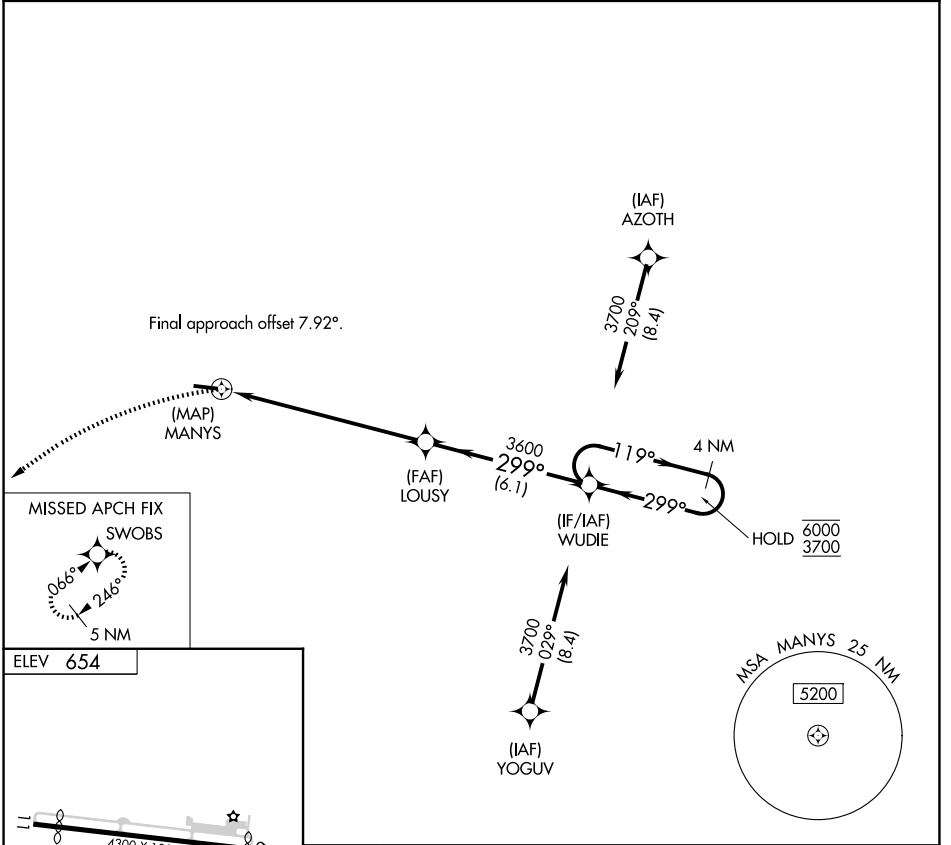 (IAF)
AZOTH
3700
209°
(8.4)
Final approach offset 7.92°.
(MAP)
MANYS
(FAF)
LOUSY
3600
299°
(6.1)
119°
4 NM
299°
(IF/IAF)
WUDIE
HOLD 6000
3700
MISSED APCH FIX
SWOBS
066°
246°
5 NM
3700
029°
(8.4)
(IAF)
YOGUV
MSA MANYS 25 NM
5200
ELEV 654
11